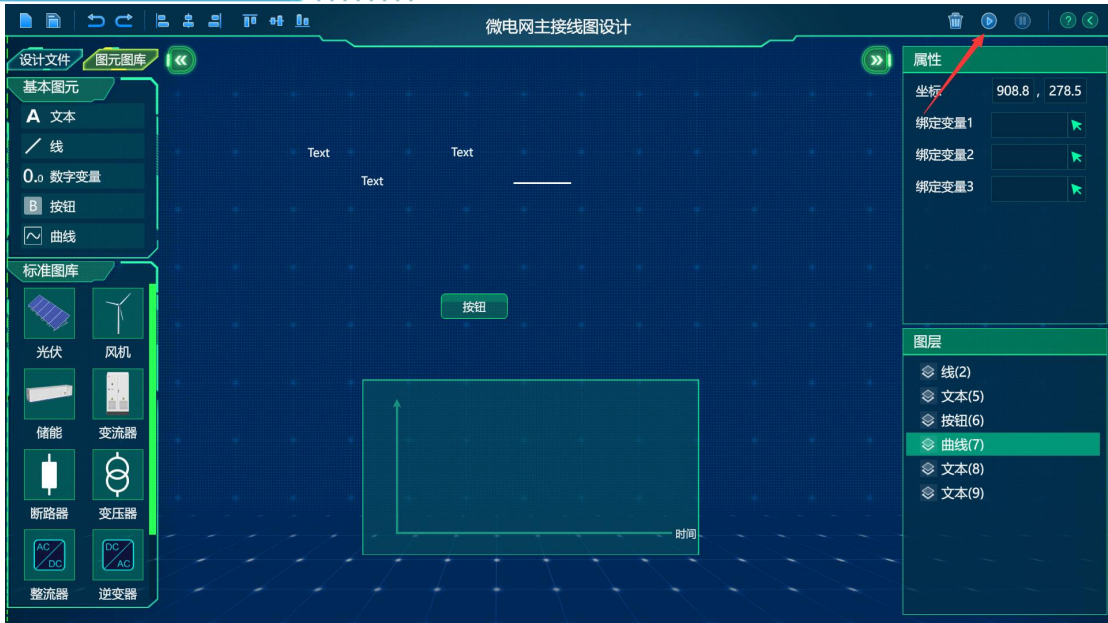 微电网主接线图设计
?
设计文件
图元图库
基本图元
A 文本
线
0.0 数字变量
B 按钮
曲线
标准图库
光伏
风机
储能
变流器
断路器
变压器
AC
DC
DC
AC
整流器
逆变器
Text
Text
Text
按钮
时间
属性
坐标 908.8 , 278.5
绑定变量1
绑定变量2
绑定变量3
图层
线(2)
文本(5)
按钮(6)
曲线(7)
文本(8)
文本(9)